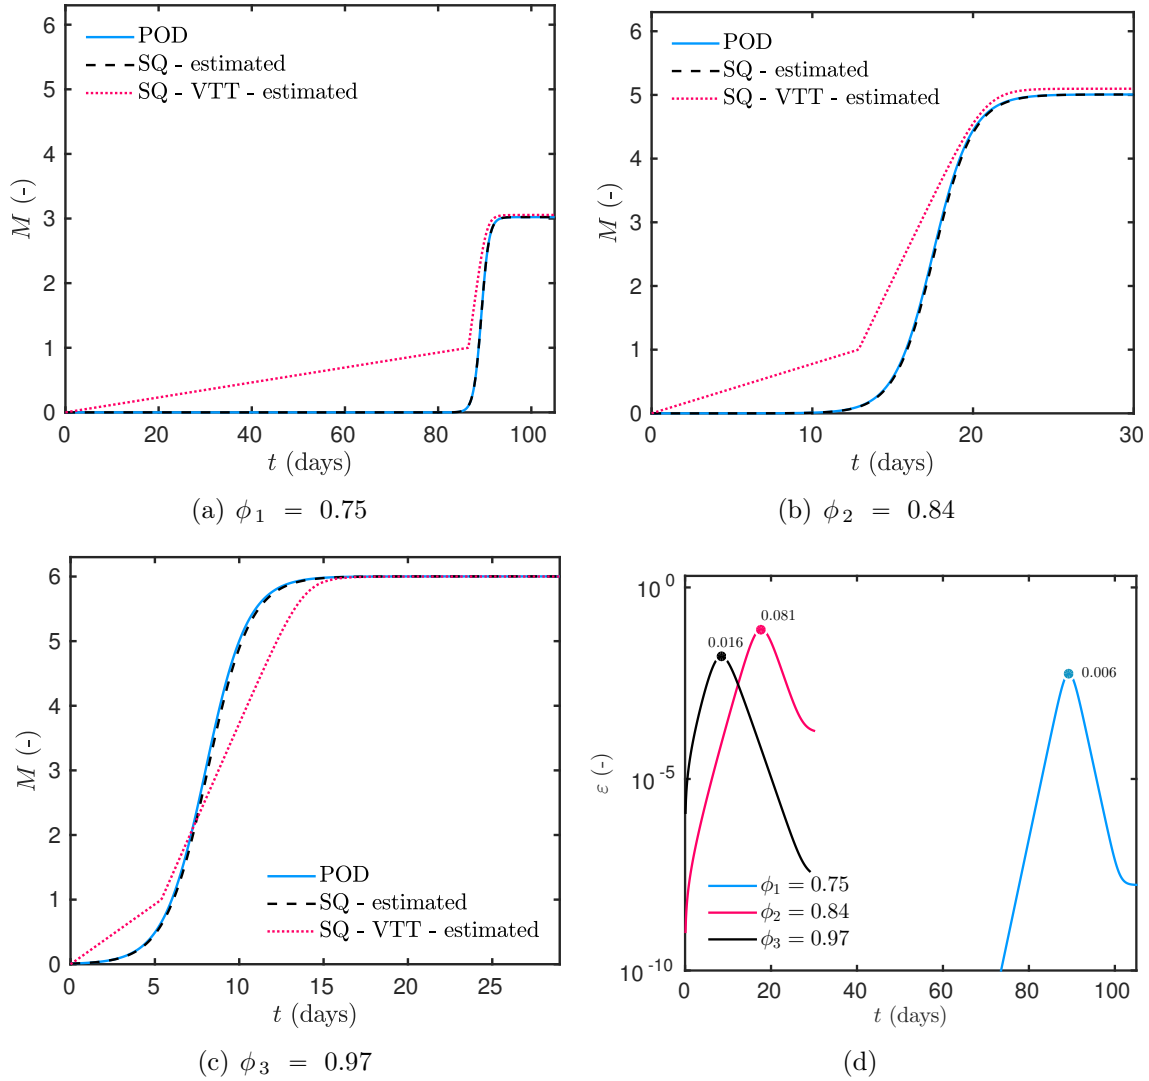 6
5
4
3
2
1
0
M (-)
POD
SQ - estimated
SQ - VTT - estimated
0 20 40 60 80 100
t (days)
(a) ϕ1 = 0.75
6
5
4
3
2
1
0
M (-)
POD
SQ - estimated
SQ - VTT - estimated
0 10 20 30
t (days)
(b) ϕ2 = 0.84
6
5
4
3
2
1
0
M (-)
POD
SQ - estimated
SQ - VTT - estimated
0 5 10 15 20 25
t (days)
(c) ϕ3 = 0.97
10^0
10^-5
10^-10
ε (-)
0.081
0.016
0.006
ϕ1 = 0.75
ϕ2 = 0.84
ϕ3 = 0.97
0 20 40 60 80 100
t (days)
(d)